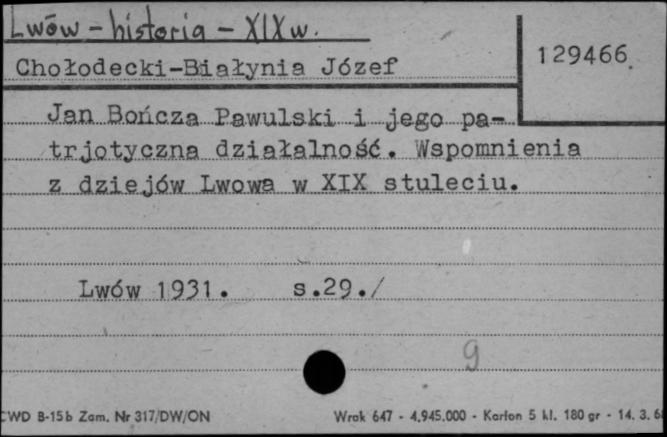 Lwów - historia - XIX w.
Chołodecki-Białynia Józef
129466.
Jan Bończa Pawulski i jego pa-
trjotyczna działalność. Wspomnienia
z dziejów Lwowa w XIX stuleciu.
Lwów 1931. s.29./
9
CWD B-15b Zam. Nr 317/DW/ON Wrak 647 - 4.945.000 - Karton 5 kl. 180 gr - 14. 3. 6